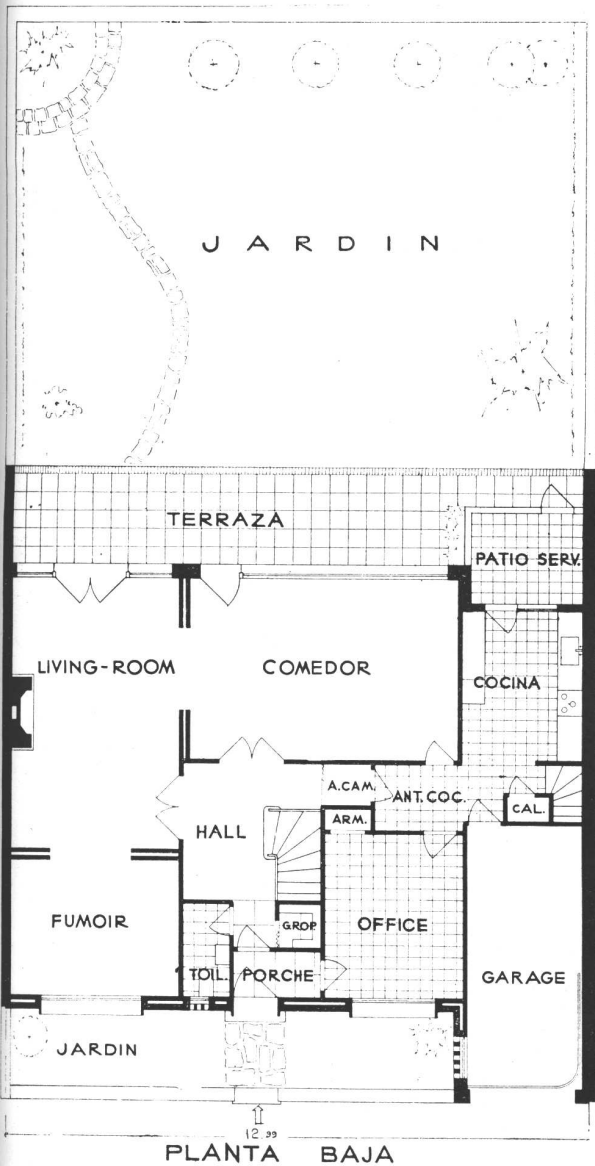 JARDIN
TERRAZA
PATIO SERV.
LIVING-ROOM
COMEDOR
COCINA
A.CAM.
ANT.COC.
CAL.
ARM.
HALL
FUMOIR
G.ROP.
OFFICE
TOIL.
PORCHE
GARAGE
JARDIN
12.99
PLANTA BAJA